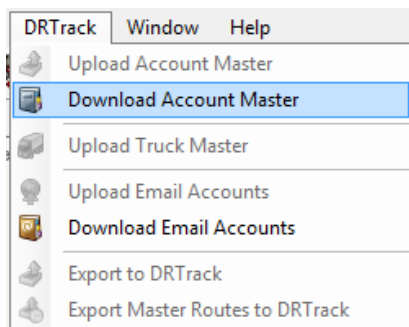 DRTrack Window Help
Upload Account Master
Download Account Master
Upload Truck Master
Upload Email Accounts
Download Email Accounts
Export to DRTrack
Export Master Routes to DRTrack